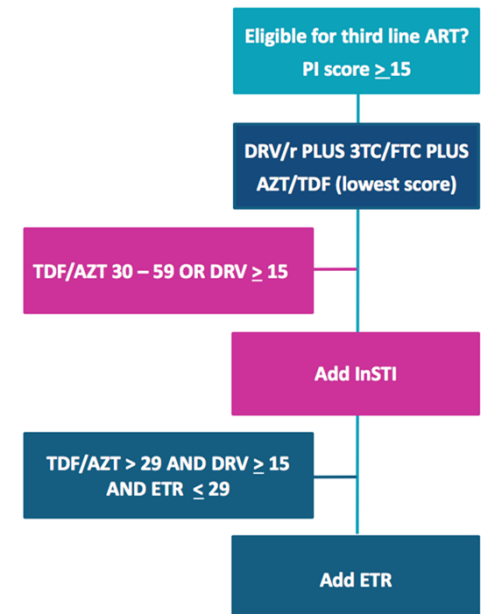 Eligible for third line ART?
PI score ≥ 15
DRV/r PLUS 3TC/FTC PLUS
AZT/TDF (lowest score)
TDF/AZT 30 – 59 OR DRV ≥ 15
Add InSTI
TDF/AZT > 29 AND DRV ≥ 15
AND ETR ≤ 29
Add ETR